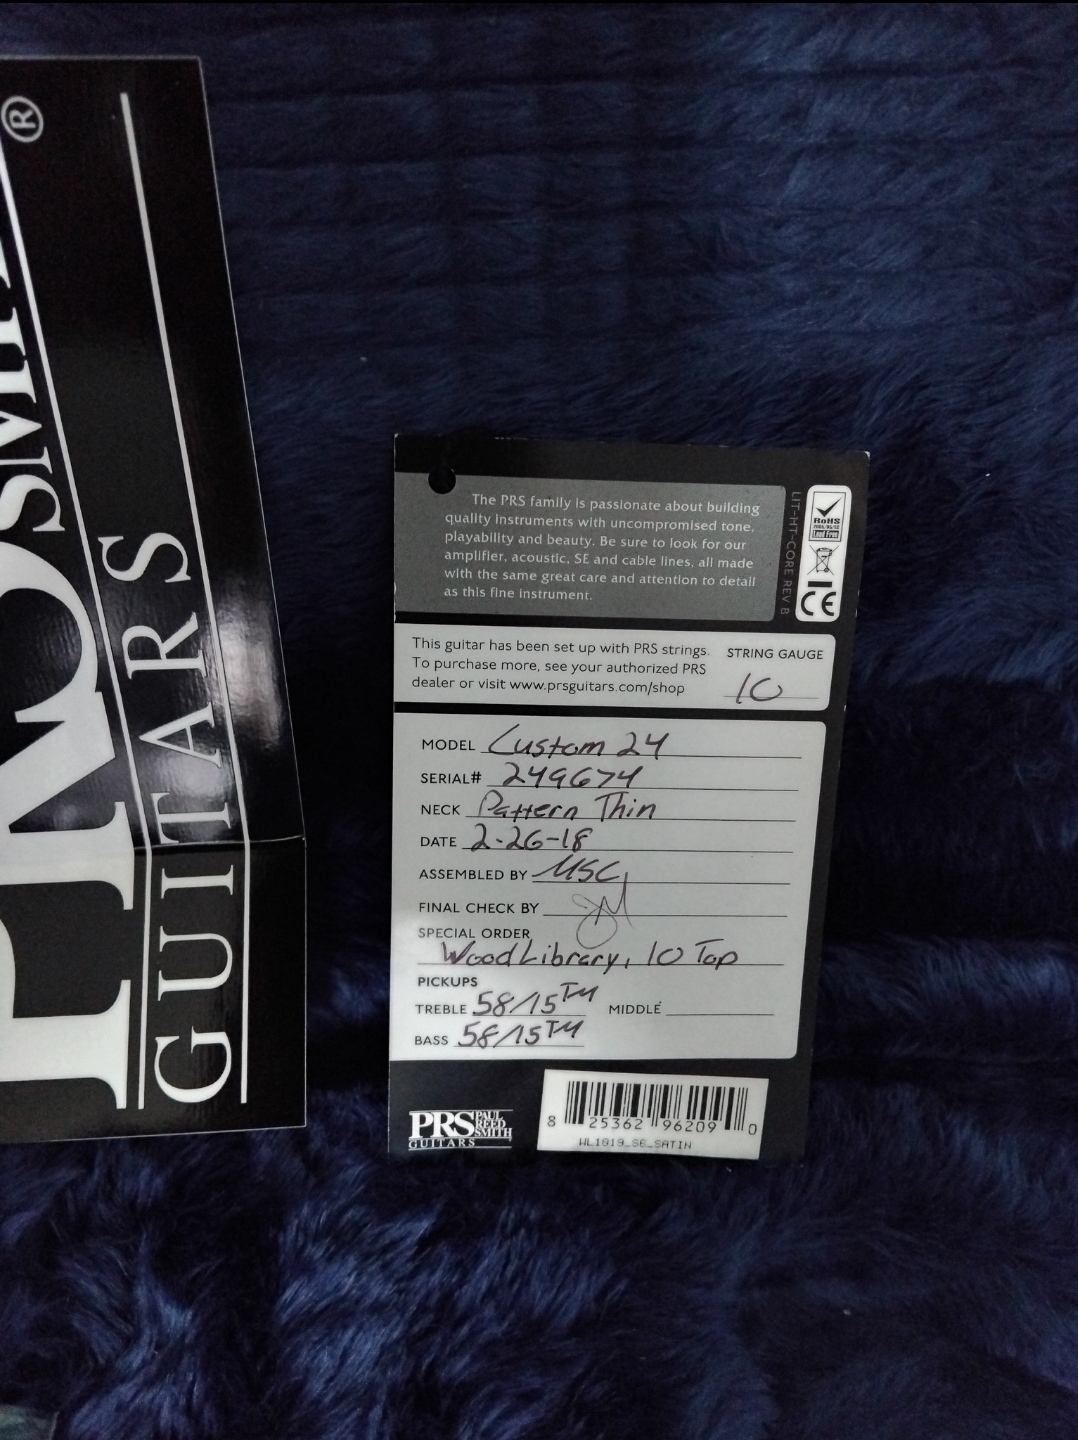 ®
SMI
GUITARS
The PRS family is passionate about building
quality instruments with uncompromised tone,
playability and beauty. Be sure to look for our
amplifier, acoustic, SE and cable lines, all made
with the same great care and attention to detail
as this fine instrument.
LIT-HT-CORE REV B
RoHS
Lead Free
CE
This guitar has been set up with PRS strings.
To purchase more, see your authorized PRS
dealer or visit www.prsguitars.com/shop
STRING GAUGE
10
MODEL Custom 24
SERIAL# 249674
NECK Pattern Thin
DATE 2-26-18
ASSEMBLED BY MSC
FINAL CHECK BY JM
SPECIAL ORDER
Wood Library, 10 Top
PICKUPS
TREBLE 58/15™ MIDDLE
BASS 58/15™
PRS PAUL REED SMITH
GUITARS
8 25362 96209 0
WL1819_S6_SATIN